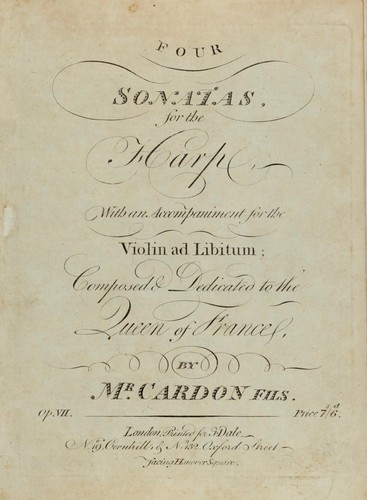 FOUR
SONATAS.
for the
Harp,
With an Accompaniment for the
Violin ad Libitum;
Composed & Dedicated to the
Queen of France,
BY
MR. CARDON FILS.
Op. VII. Price 7s/6d.
London, Printed for J. Dale
No. 19, Cornhill, & No. 132, Oxford Street
facing Hanover Square.